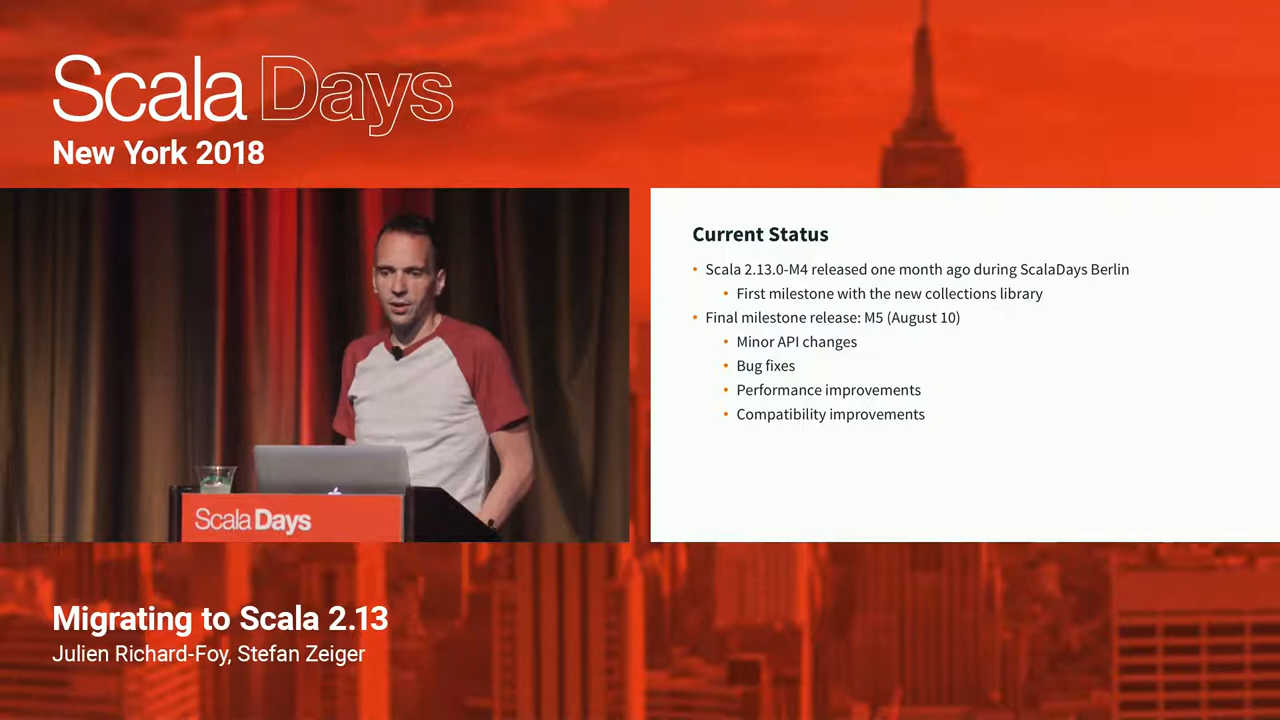 Scala Days
New York 2018
Current Status
• Scala 2.13.0-M4 released one month ago during ScalaDays Berlin
• First milestone with the new collections library
• Final milestone release: M5 (August 10)
• Minor API changes
• Bug fixes
• Performance improvements
• Compatibility improvements
Scala Days
Migrating to Scala 2.13
Julien Richard-Foy, Stefan Zeiger